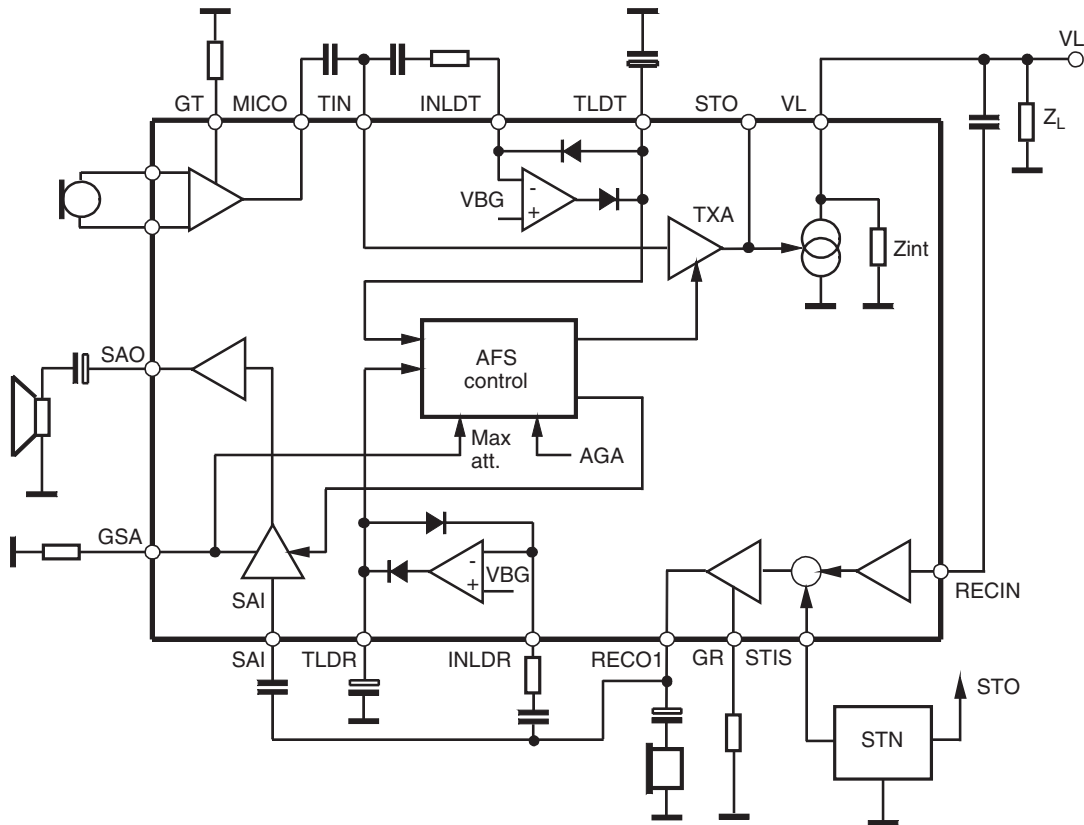 VL
GT MICO TIN INLDT TLDT STO VL
Z_L
-
VBG
+
TXA
Zint
SAO
AFS
control
Max
att.
AGA
GSA
-
VBG
+
SAI
RECIN
SAI TLDR INLDR RECO1 GR STIS
STO
STN